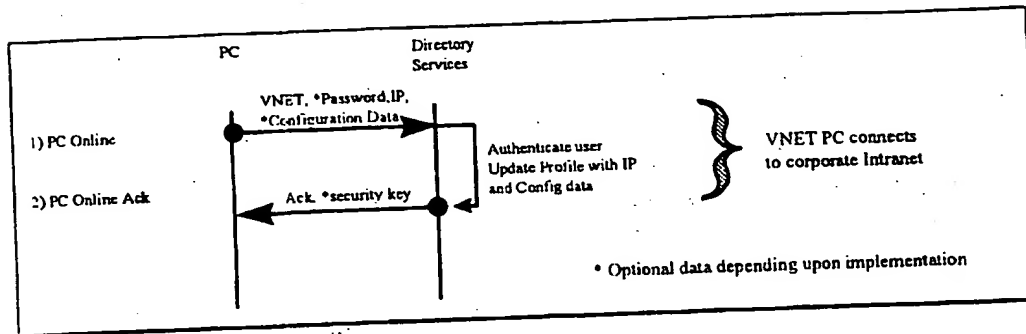 PC
Directory
Services
VNET, *Password,IP,
*Configuration Data
1) PC Online
Authenticate user
Update Profile with IP
and Config data
VNET PC connects
to corporate Intranet
2) PC Online Ack
Ack, *security key
* Optional data depending upon implementation